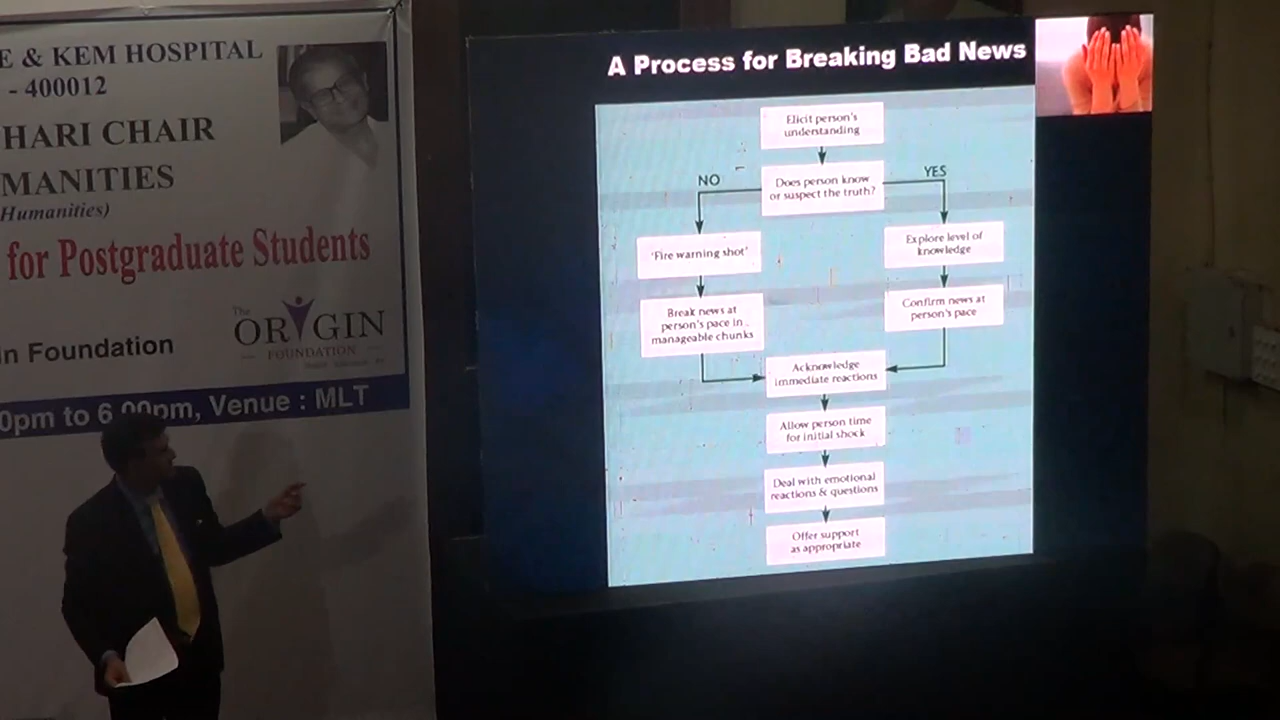 E & KEM HOSPITAL
- 400012
HARI CHAIR
MANITIES
Humanities)
for Postgraduate Students
The
ORIGIN
FOUNDATION
in Foundation
0pm to 6.00pm, Venue : MLT
A Process for Breaking Bad News
Elicit person's
understanding
Does person know
or suspect the truth?
NO
YES
'Fire warning shot'
Explore level of
knowledge
Break news at
person's pace in
manageable chunks
Confirm news at
person's pace
Acknowledge
immediate reactions
Allow person time
for initial shock
Deal with emotional
reactions & questions
Offer support
as appropriate